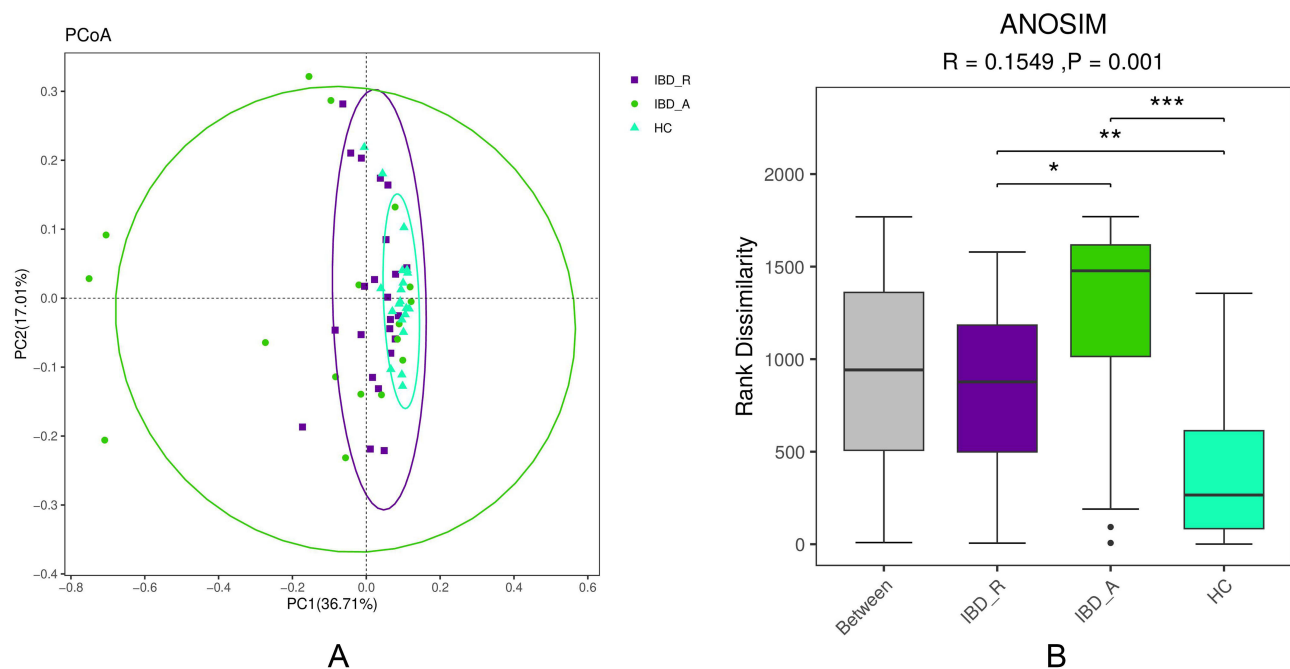 PCoA
0.3
0.2
0.1
0.0
−0.1
−0.2
−0.3
−0.4
−0.8
−0.6
−0.4
−0.2
0.0
0.2
0.4
0.6
PC1(36.71%)
PC2(17.01%)
IBD_R
IBD_A
HC
A
ANOSIM
R = 0.1549 ,P = 0.001
***
**
*
2000
1500
1000
500
0
Rank Dissimilarity
Between
IBD_R
IBD_A
HC
B